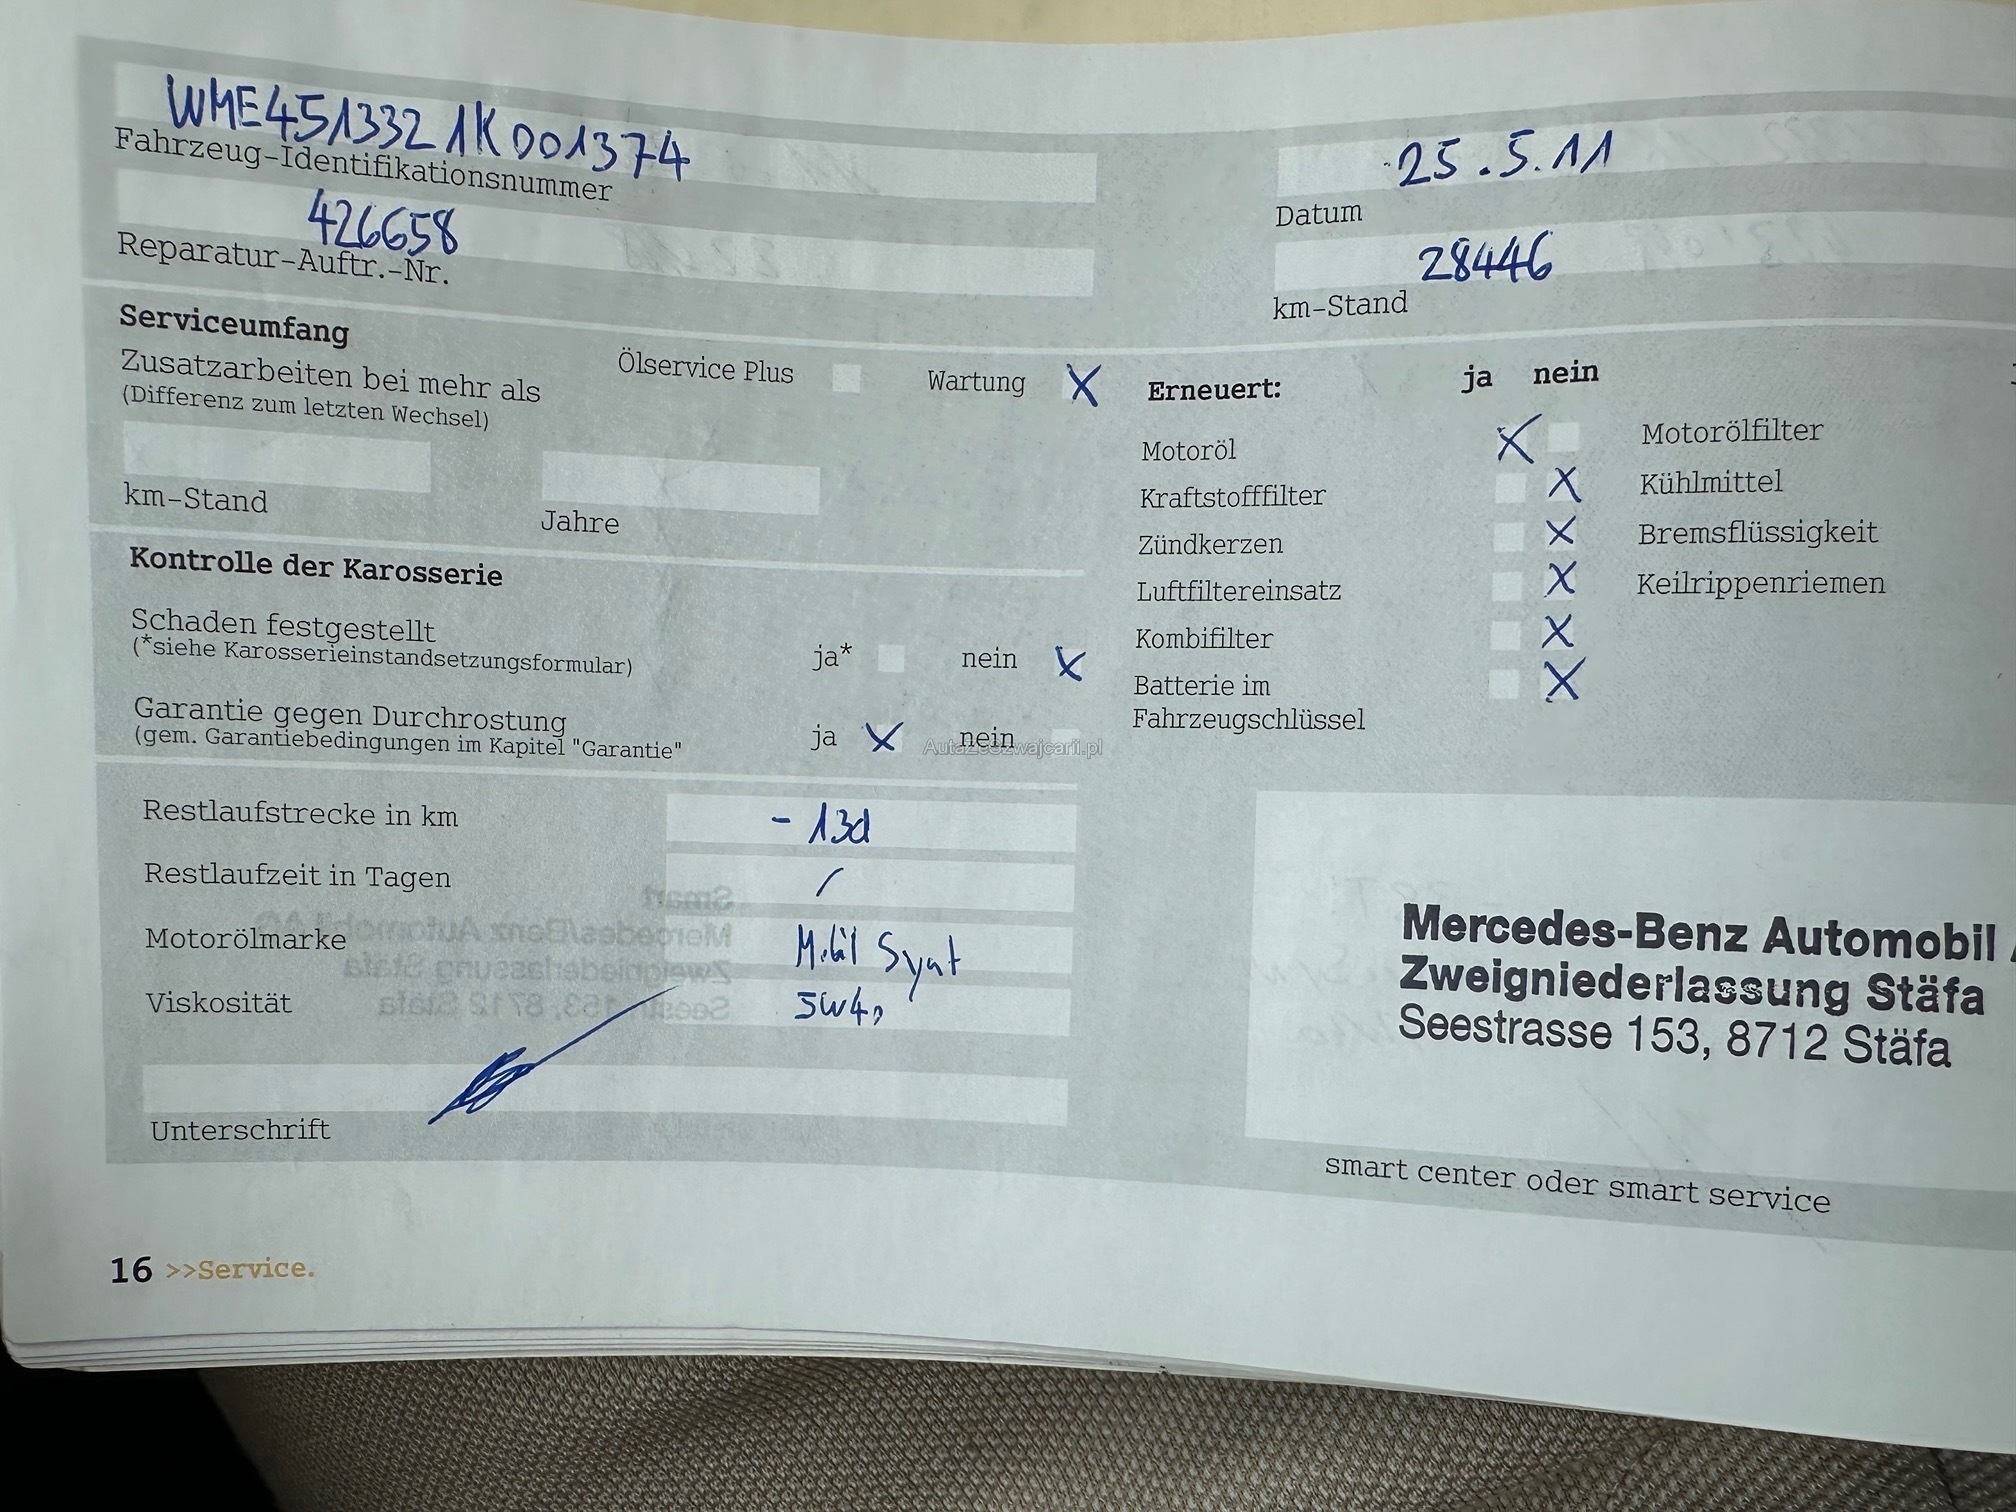 WME4513321K001374
Fahrzeug-Identifikationsnummer
25.5.11
Datum
426658
Reparatur-Auftr.-Nr.
28446
km-Stand
Serviceumfang
Zusatzarbeiten bei mehr als
(Differenz zum letzten Wechsel)
Ölservice Plus
Wartung X
km-Stand
Jahre
Kontrolle der Karosserie
Schaden festgestellt
(*siehe Karosserieinstandsetzungsformular)
ja* nein X
Garantie gegen Durchrostung
(gem. Garantiebedingungen im Kapitel "Garantie"
ja X nein
AutaZeSzwajcarii.pl
Erneuert: ja nein
Motoröl X Motorölfilter
Kraftstofffilter X Kühlmittel
Zündkerzen X Bremsflüssigkeit
Luftfiltereinsatz X Keilrippenriemen
Kombifilter X
Batterie im X
Fahrzeugschlüssel
Restlaufstrecke in km - 13d
Restlaufzeit in Tagen /
Motorölmarke Mobil Synt
Viskosität 5W40
Unterschrift
Mercedes-Benz Automobil
Zweigniederlassung Stäfa
Seestrasse 153, 8712 Stäfa
smart center oder smart service
16 >>Service.